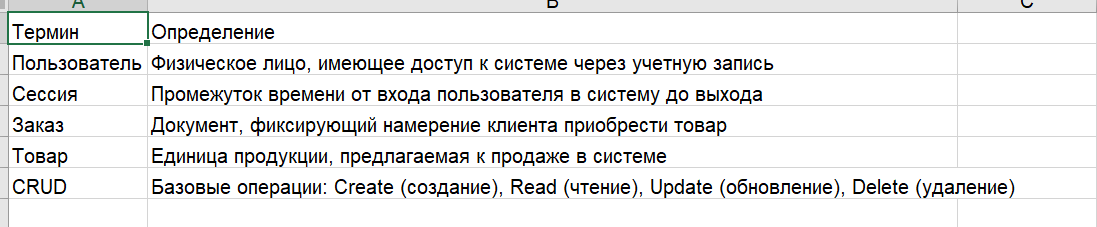 A B C
Термин Определение
Пользователь Физическое лицо, имеющее доступ к системе через учетную запись
Сессия Промежуток времени от входа пользователя в систему до выхода
Заказ Документ, фиксирующий намерение клиента приобрести товар
Товар Единица продукции, предлагаемая к продаже в системе
CRUD Базовые операции: Create (создание), Read (чтение), Update (обновление), Delete (удаление)